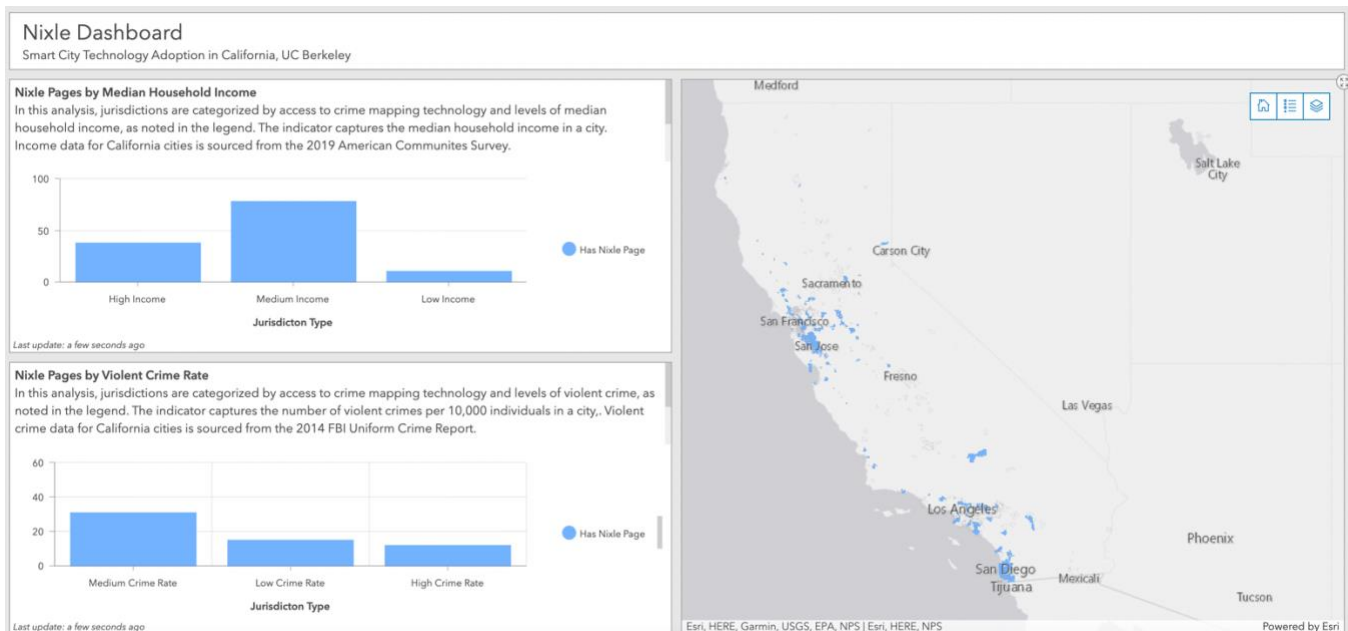 Nixle Dashboard
Smart City Technology Adoption in California, UC Berkeley
Nixle Pages by Median Household Income
In this analysis, jurisdictions are categorized by access to crime mapping technology and levels of median
household income, as noted in the legend. The indicator captures the median household income in a city.
Income data for California cities is sourced from the 2019 American Communites Survey.
100
50
0
High Income
Medium Income
Low Income
Has Nixle Page
Jurisdicton Type
Last update: a few seconds ago
Nixle Pages by Violent Crime Rate
In this analysis, jurisdictions are categorized by access to crime mapping technology and levels of violent crime, as
noted in the legend. The indicator captures the number of violent crimes per 10,000 individuals in a city,. Violent
crime data for California cities is sourced from the 2014 FBI Uniform Crime Report.
60
40
20
0
Medium Crime Rate
Low Crime Rate
High Crime Rate
Has Nixle Page
Jurisdicton Type
Last update: a few seconds ago
Medford
Salt Lake
City
Carson City
Sacramento
San Francisco
San Jose
Fresno
Las Vegas
Los Angeles
Phoenix
San Diego
Tijuana
Mexicali
Tucson
Esri, HERE, Garmin, USGS, EPA, NPS | Esri, HERE, NPS
Powered by Esri